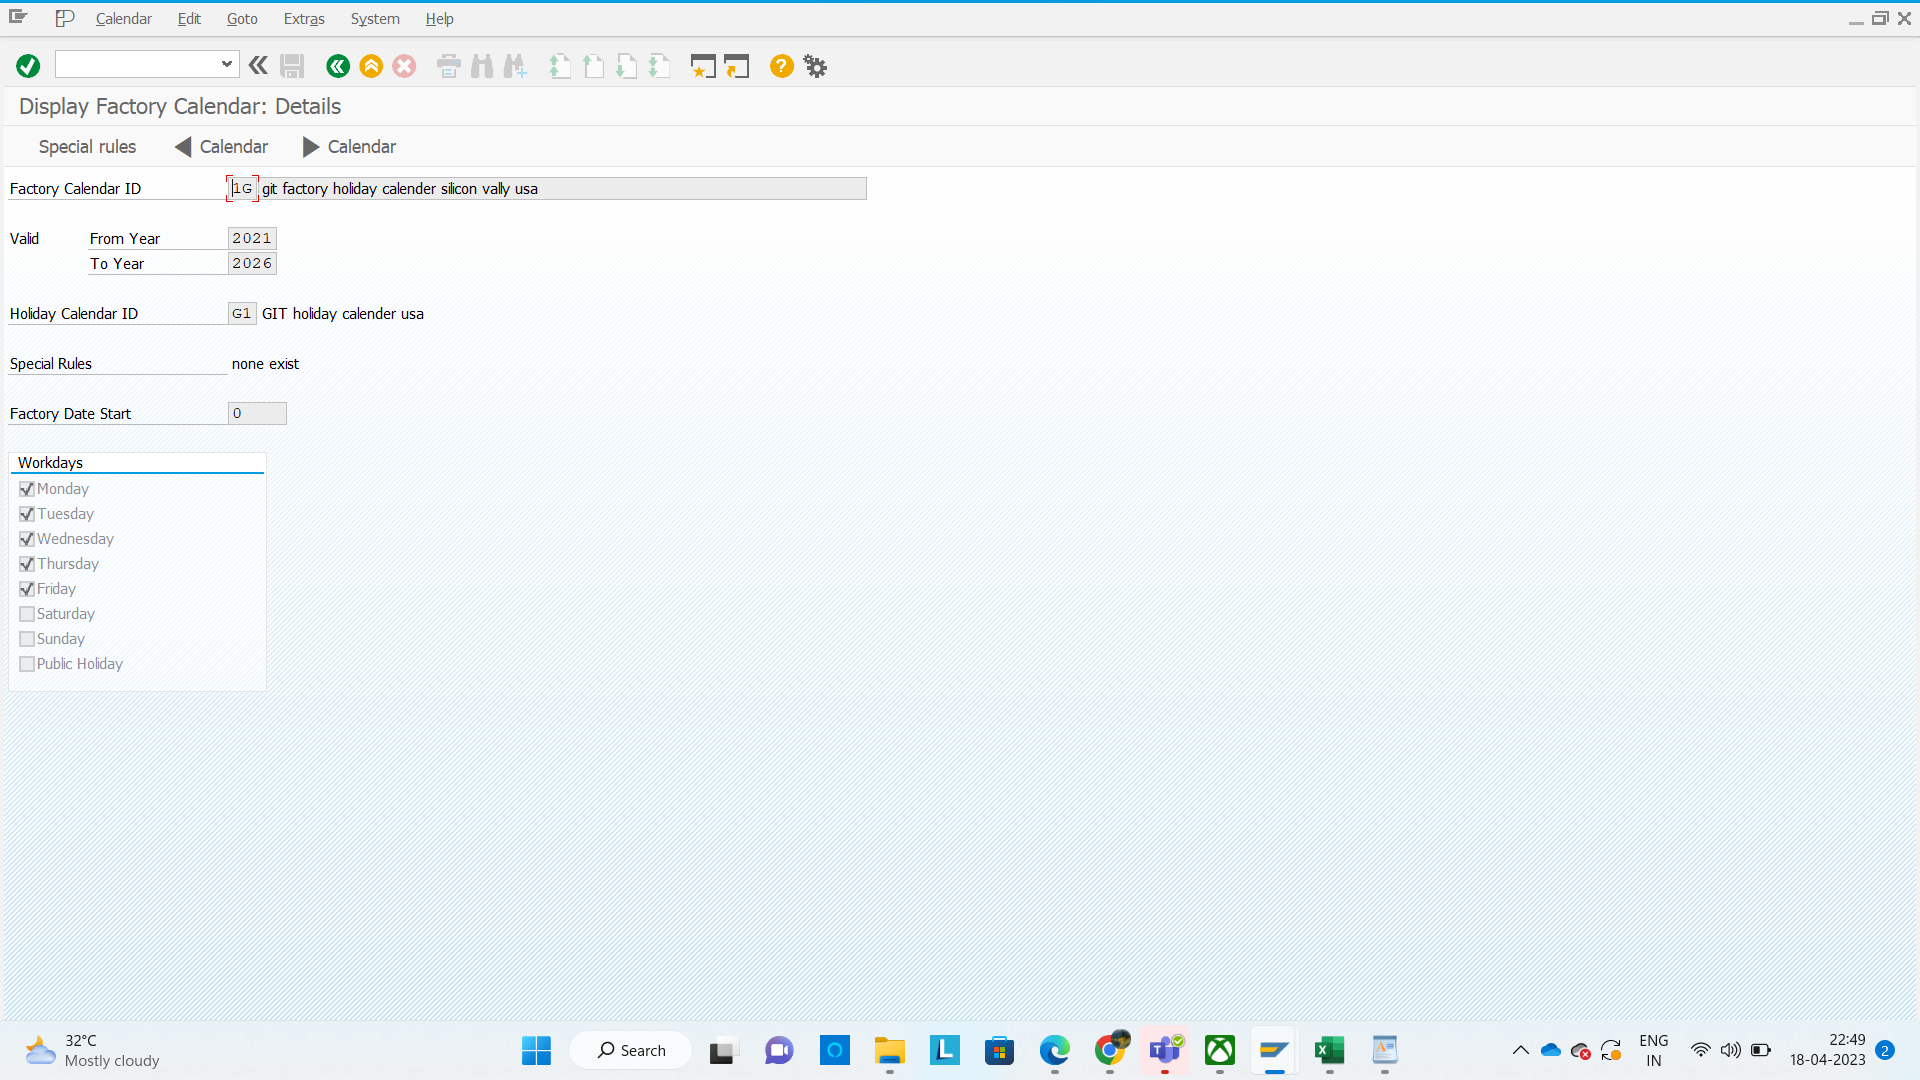 Calendar Edit Goto Extras System Help
Display Factory Calendar: Details
Special rules Calendar Calendar
Factory Calendar ID 1G git factory holiday calender silicon vally usa
Valid From Year 2021
To Year 2026
Holiday Calendar ID G1 GIT holiday calender usa
Special Rules none exist
Factory Date Start 0
Workdays
Monday
Tuesday
Wednesday
Thursday
Friday
Saturday
Sunday
Public Holiday
32°C
Mostly cloudy
Search
ENG
IN
22:49
18-04-2023
2